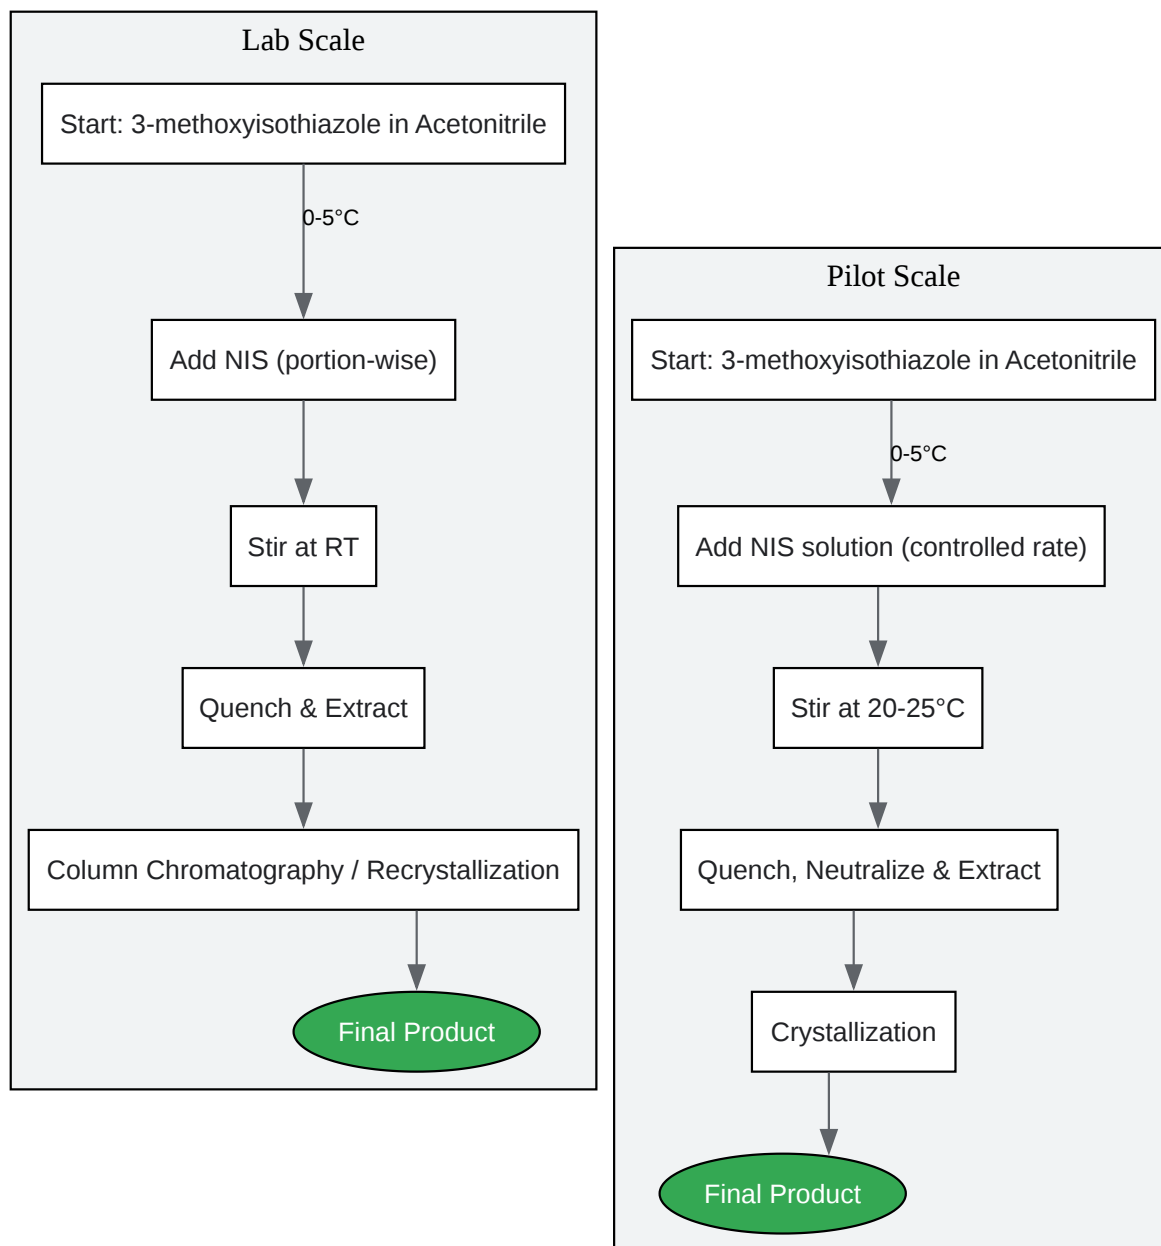 Lab Scale
Start: 3-methoxyisothiazole in Acetonitrile
0-5°C
Add NIS (portion-wise)
Stir at RT
Quench & Extract
Column Chromatography / Recrystallization
Final Product
Pilot Scale
Start: 3-methoxyisothiazole in Acetonitrile
0-5°C
Add NIS solution (controlled rate)
Stir at 20-25°C
Quench, Neutralize & Extract
Crystallization
Final Product